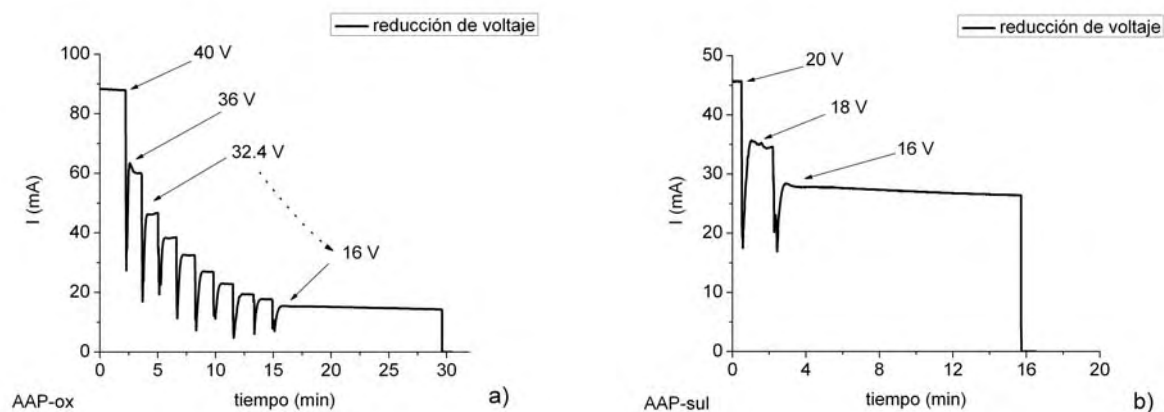 reducción de voltaje
100
80
60
40
20
0
I (mA)
40 V
36 V
32.4 V
16 V
0 5 10 15 20 25 30
tiempo (min)
AAP-ox
a)
reducción de voltaje
50
40
30
20
10
0
I (mA)
20 V
18 V
16 V
0 4 8 12 16 20
tiempo (min)
AAP-sul
b)